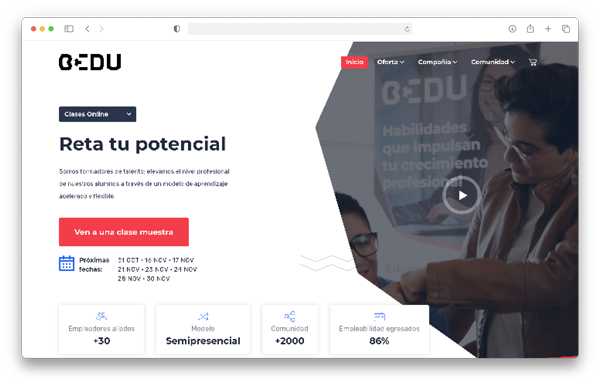 BEDU
Inicio
Oferta
Compañía
Comunidad
Clases Online
Reta tu potencial
Somos formadores de talento: elevamos el nivel profesional
de nuestros alumnos a través de un modelo de aprendizaje
acelerado y flexible.
Ven a una clase muestra
Próximas
fechas:
31 OCT • 16 NOV • 17 NOV
21 NOV • 23 NOV • 24 NOV
28 NOV • 30 NOV
Empleadores aliados
+30
Modelo
Semipresencial
Comunidad
+2000
Empleabilidad egresados
86%
BEDU
Habilidades
que impulsan
tu crecimiento
profesional